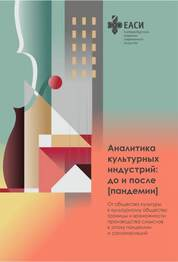 ЕАСИ
Аналитика
культурных
индустрий:
до и после
[пандемии]
От общества культуры
к культурному обществу:
границы и возможности
производства смыслов
в эпоху пандемии